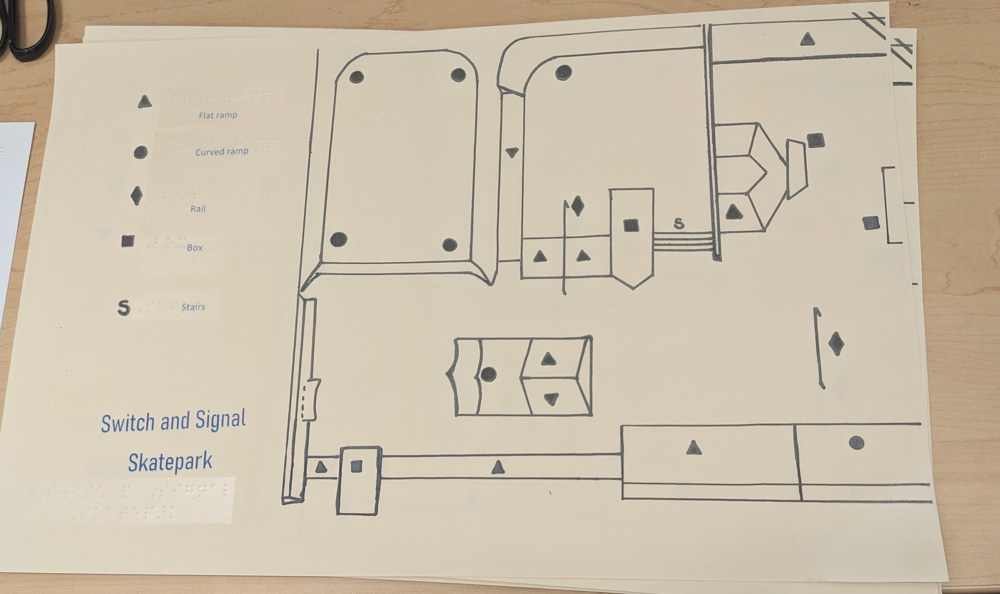 Flat ramp
Curved ramp
Rail
Box
S Stairs
Switch and Signal
Skatepark
S